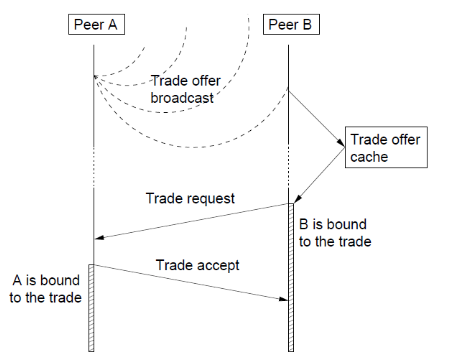 Peer A
Peer B
Trade offer
broadcast
Trade offer
cache
Trade request
B is bound
to the trade
Trade accept
A is bound
to the trade